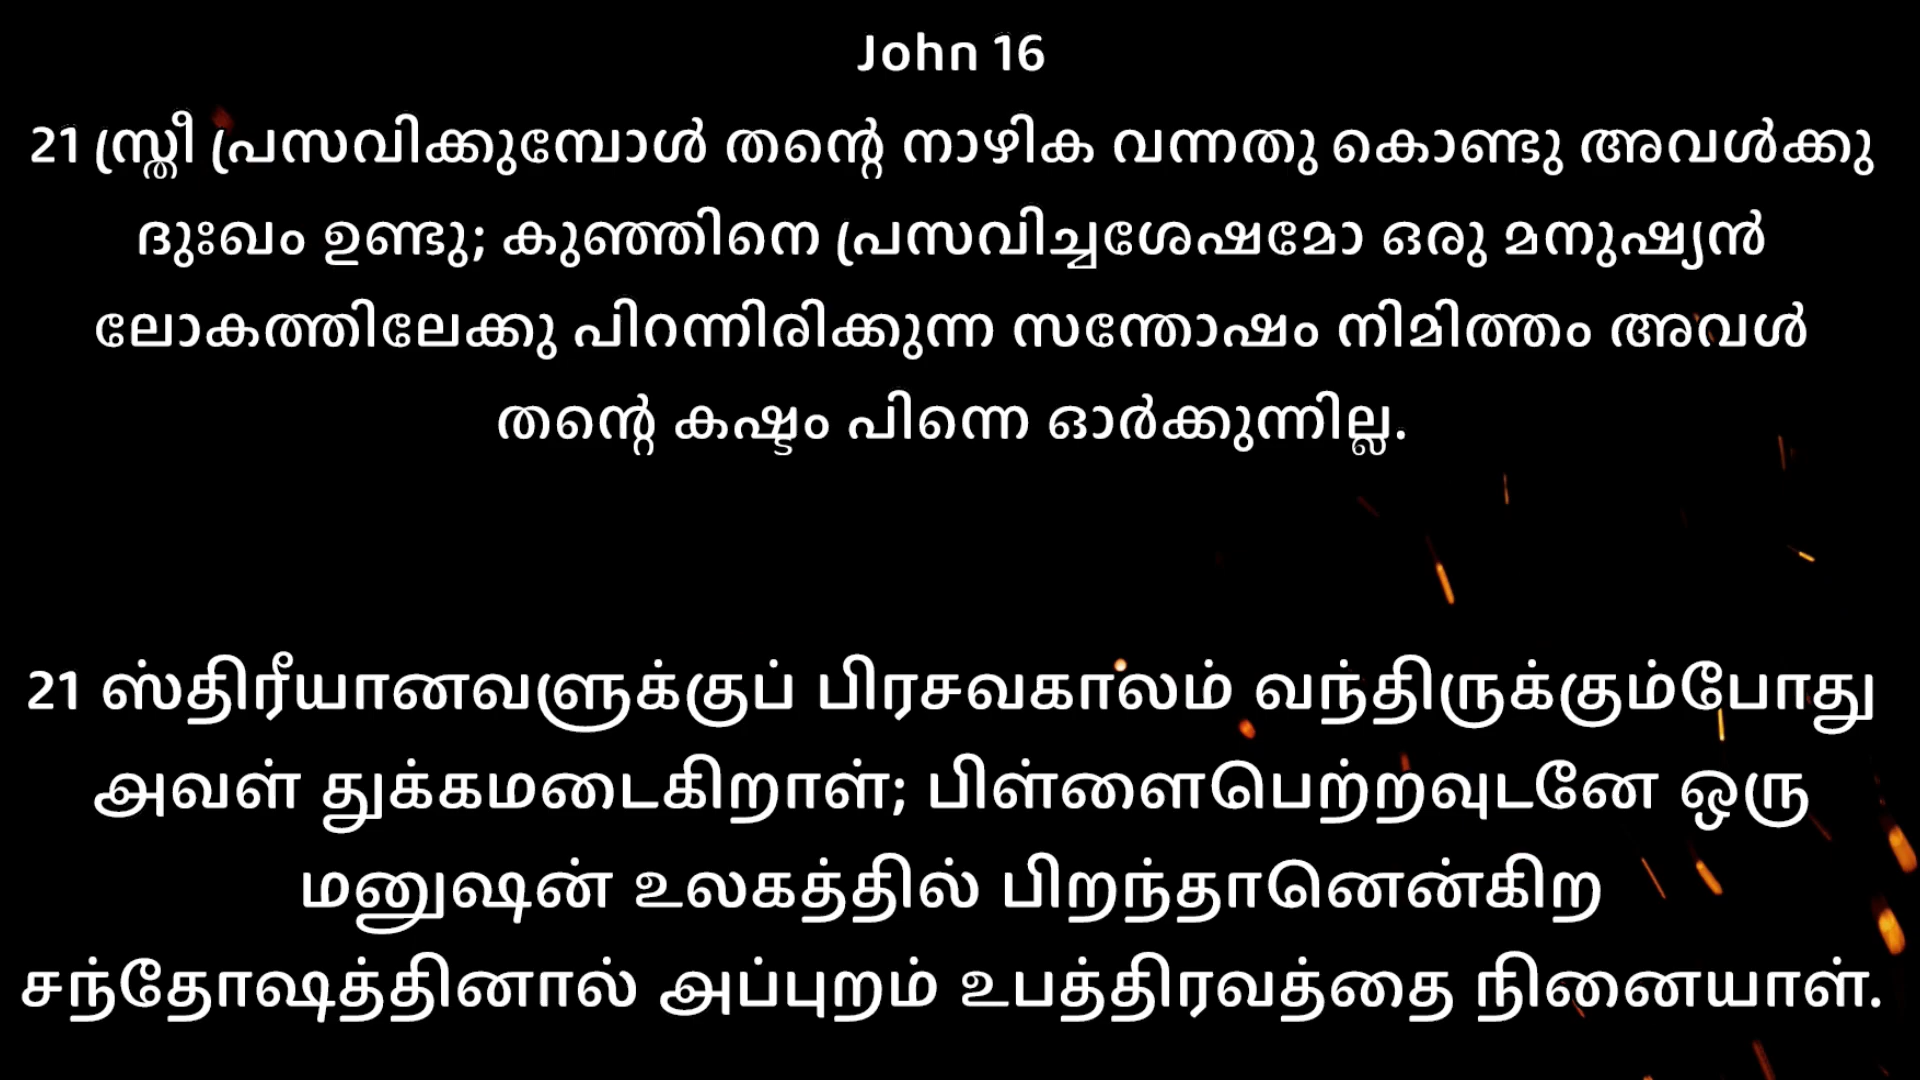 John 16
21 സ്ത്രീ പ്രസവിക്കുമ്പോൾ തന്റെ നാഴിക വന്നതു കൊണ്ടു അവൾക്കു
ദുഃഖം ഉണ്ടു; കുഞ്ഞിനെ പ്രസവിച്ചശേഷമോ ഒരു മനുഷ്യൻ
ലോകത്തിലേക്കു പിറന്നിരിക്കുന്ന സന്തോഷം നിമിത്തം അവൾ
തന്റെ കഷ്ടം പിന്നെ ഓർക്കുന്നില്ല.
21 ஸ்திரீயானவளுக்குப் பிரசவகாலம் வந்திருக்கும்போது
அவள் துக்கமடைகிறாள்; பிள்ளைபெற்றவுடனே ஒரு
மனுஷன் உலகத்தில் பிறந்தானென்கிற
சந்தோஷத்தினால் அப்புறம் உபத்திரவத்தை நினையாள்.